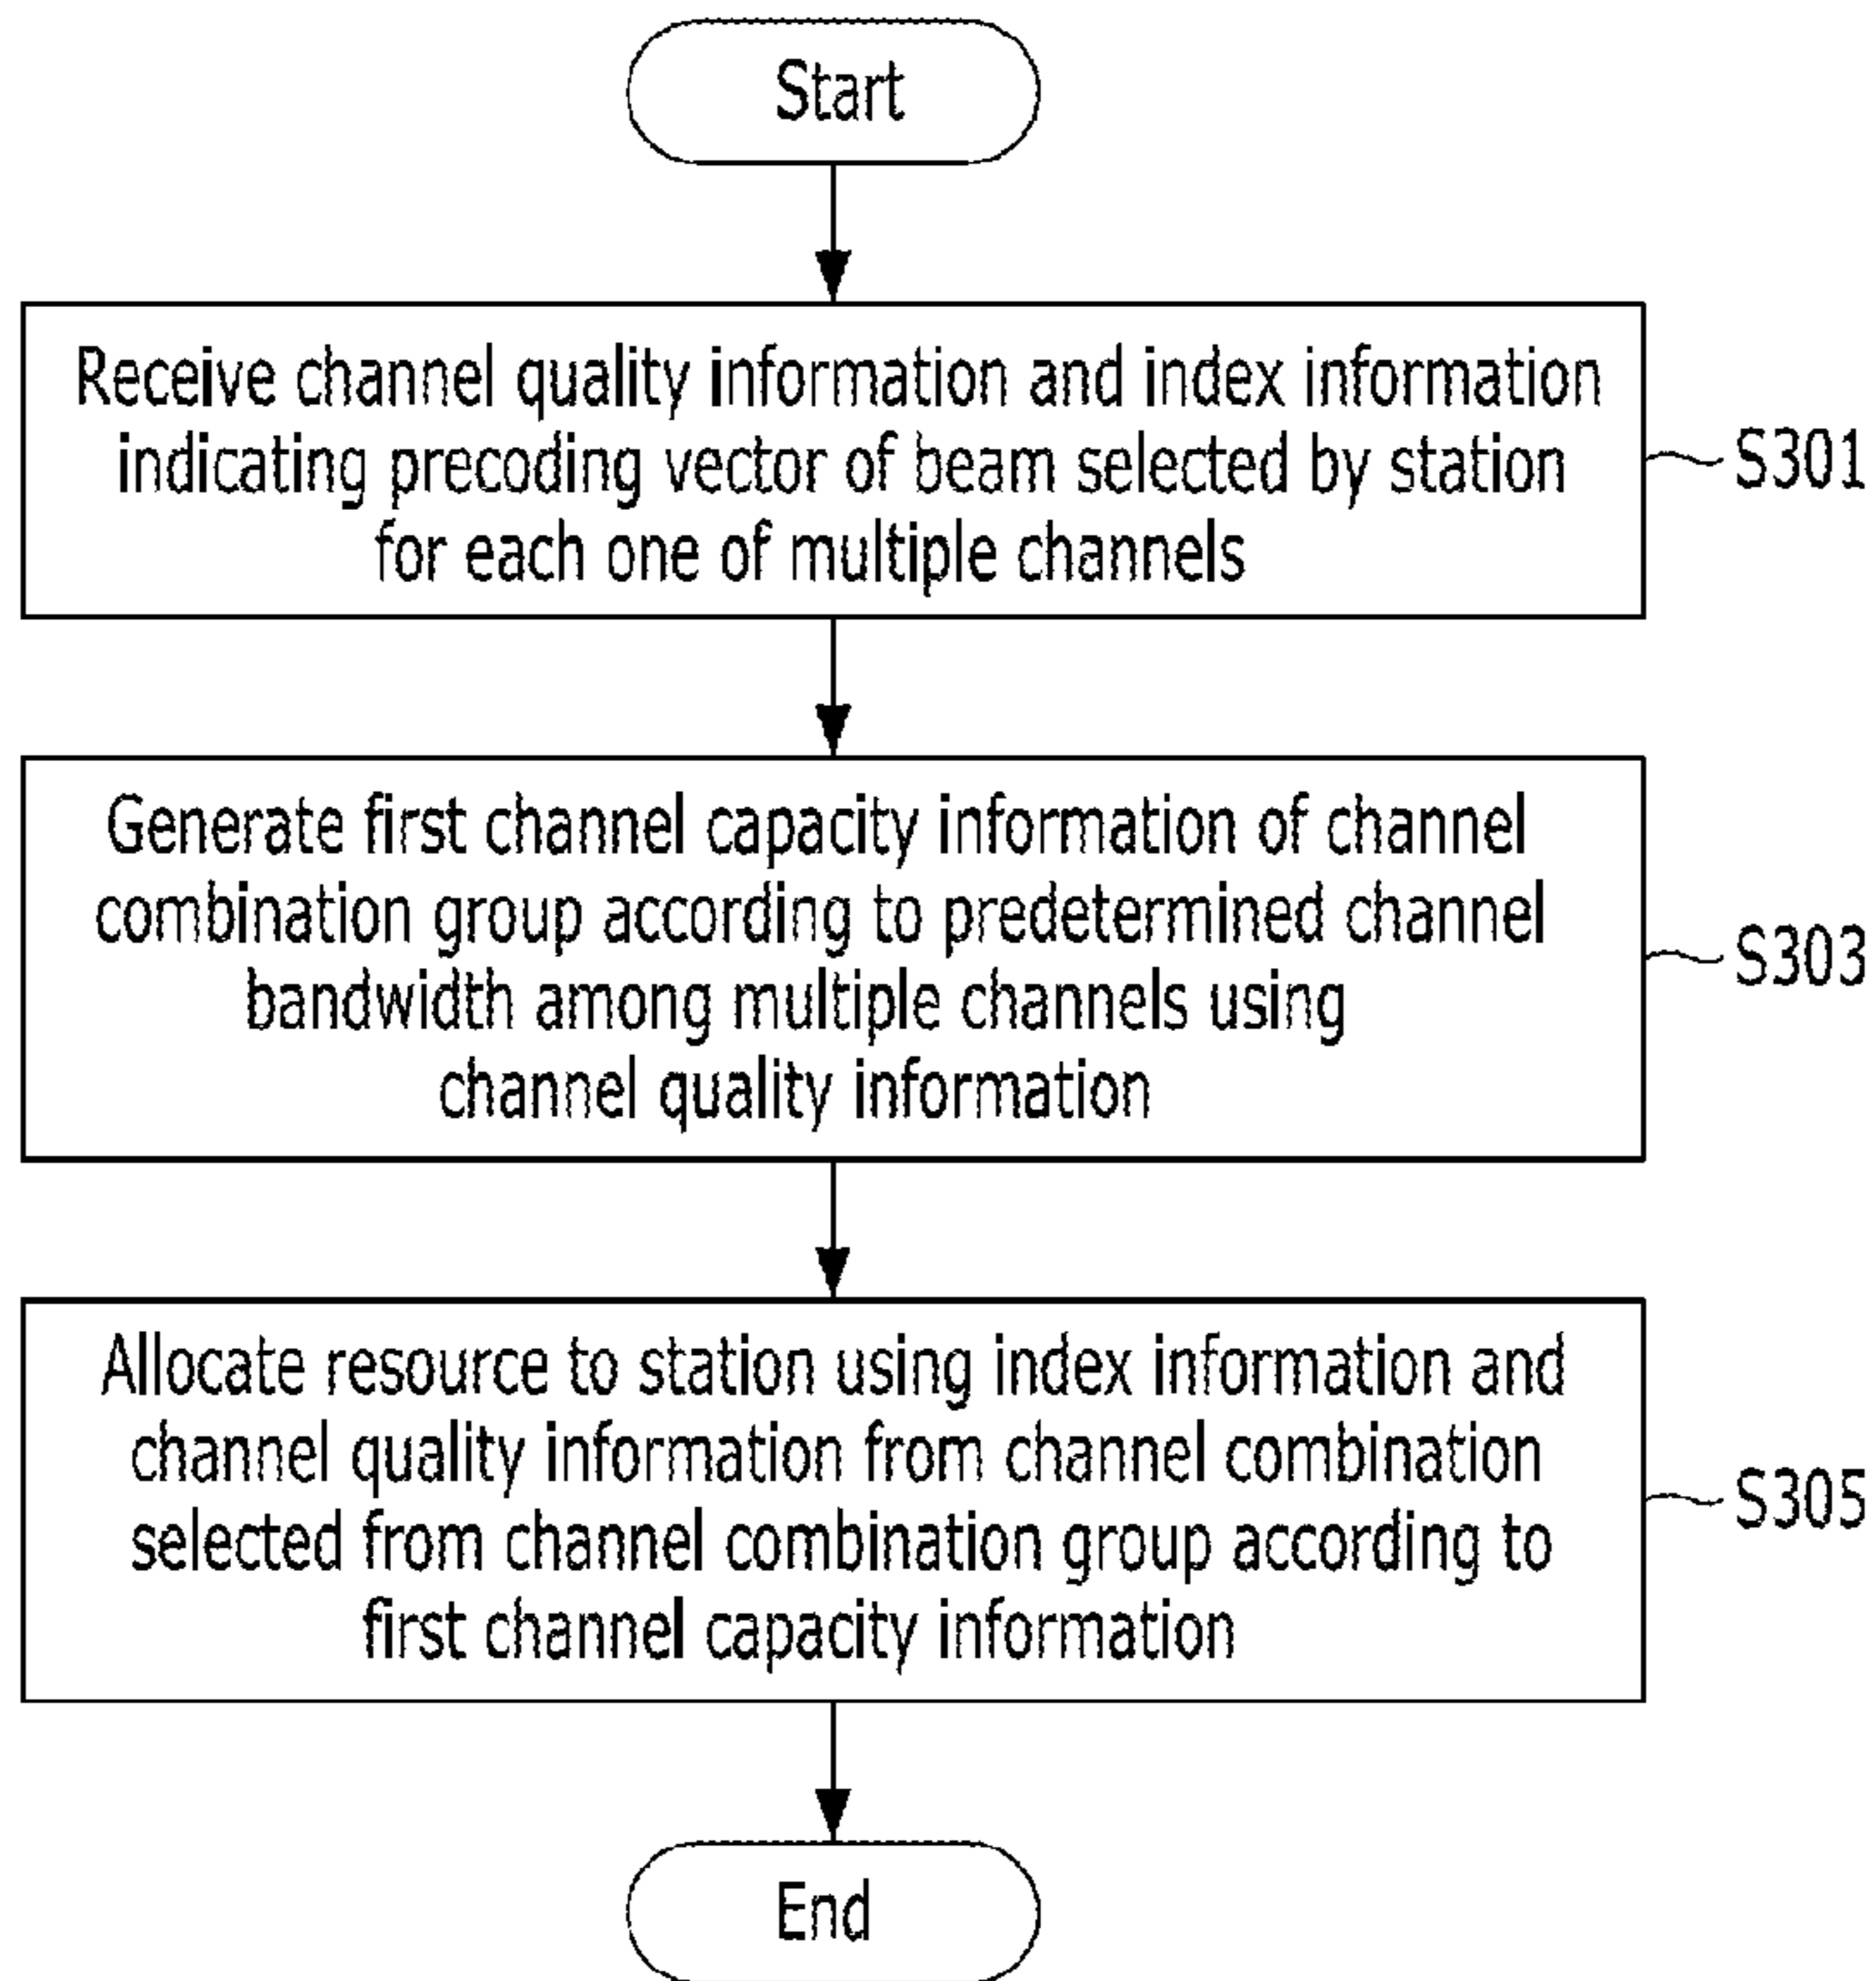 Start
Receive channel quality information and index information
indicating precoding vector of beam selected by station
for each one of multiple channels
S301
Generate first channel capacity information of channel
combination group according to predetermined channel
bandwidth among multiple channels using
channel quality information
S303
Allocate resource to station using index information and
channel quality information from channel combination
selected from channel combination group according to
first channel capacity information
S305
End